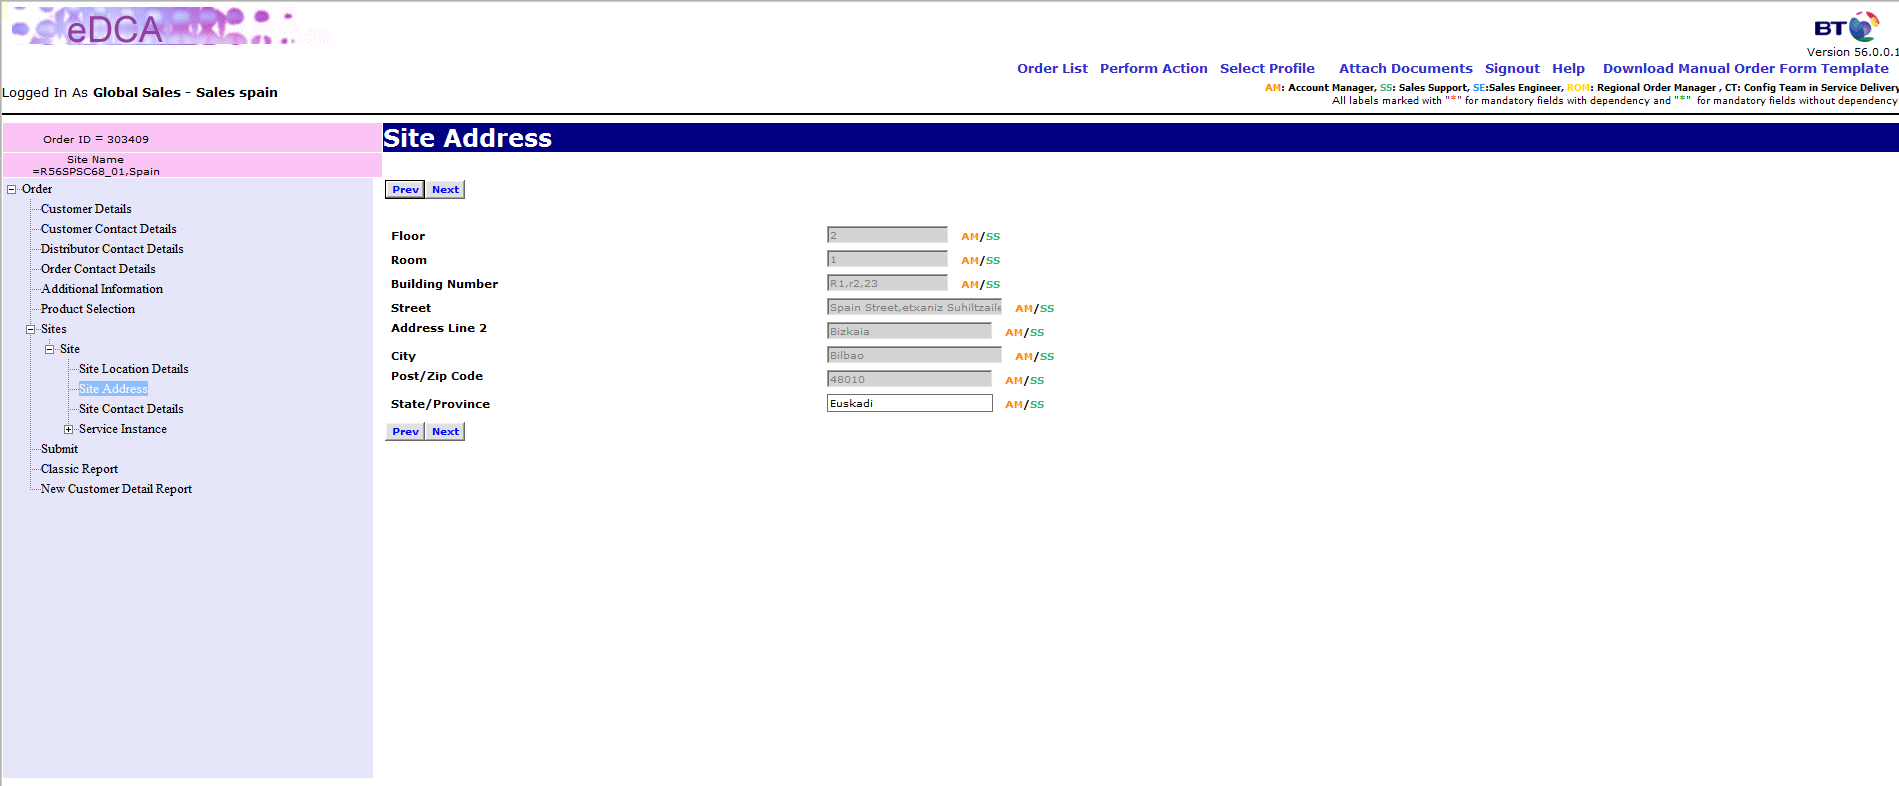 eDCA
BT
Version 56.0.0.1
Order List Perform Action Select Profile Attach Documents Signout Help Download Manual Order Form Template
Logged In As Global Sales - Sales spain
AM: Account Manager, SS: Sales Support, SE:Sales Engineer, ROM: Regional Order Manager , CT: Config Team in Service Delivery
All labels marked with "*" for mandatory fields with dependency and "*" for mandatory fields without dependency
Order ID = 303409
Site Name
=R56SPSC68_01,Spain
Order
Customer Details
Customer Contact Details
Distributor Contact Details
Order Contact Details
Additional Information
Product Selection
Sites
Site
Site Location Details
Site Address
Site Contact Details
Service Instance
Submit
Classic Report
New Customer Detail Report
Site Address
Prev Next
Floor 2 AM/SS
Room 1 AM/SS
Building Number R1,r2,23 AM/SS
Street Spain Street,etxaniz Suhiltzaile AM/SS
Address Line 2 Bizkaia AM/SS
City Bilbao AM/SS
Post/Zip Code 48010 AM/SS
State/Province Euskadi AM/SS
Prev Next